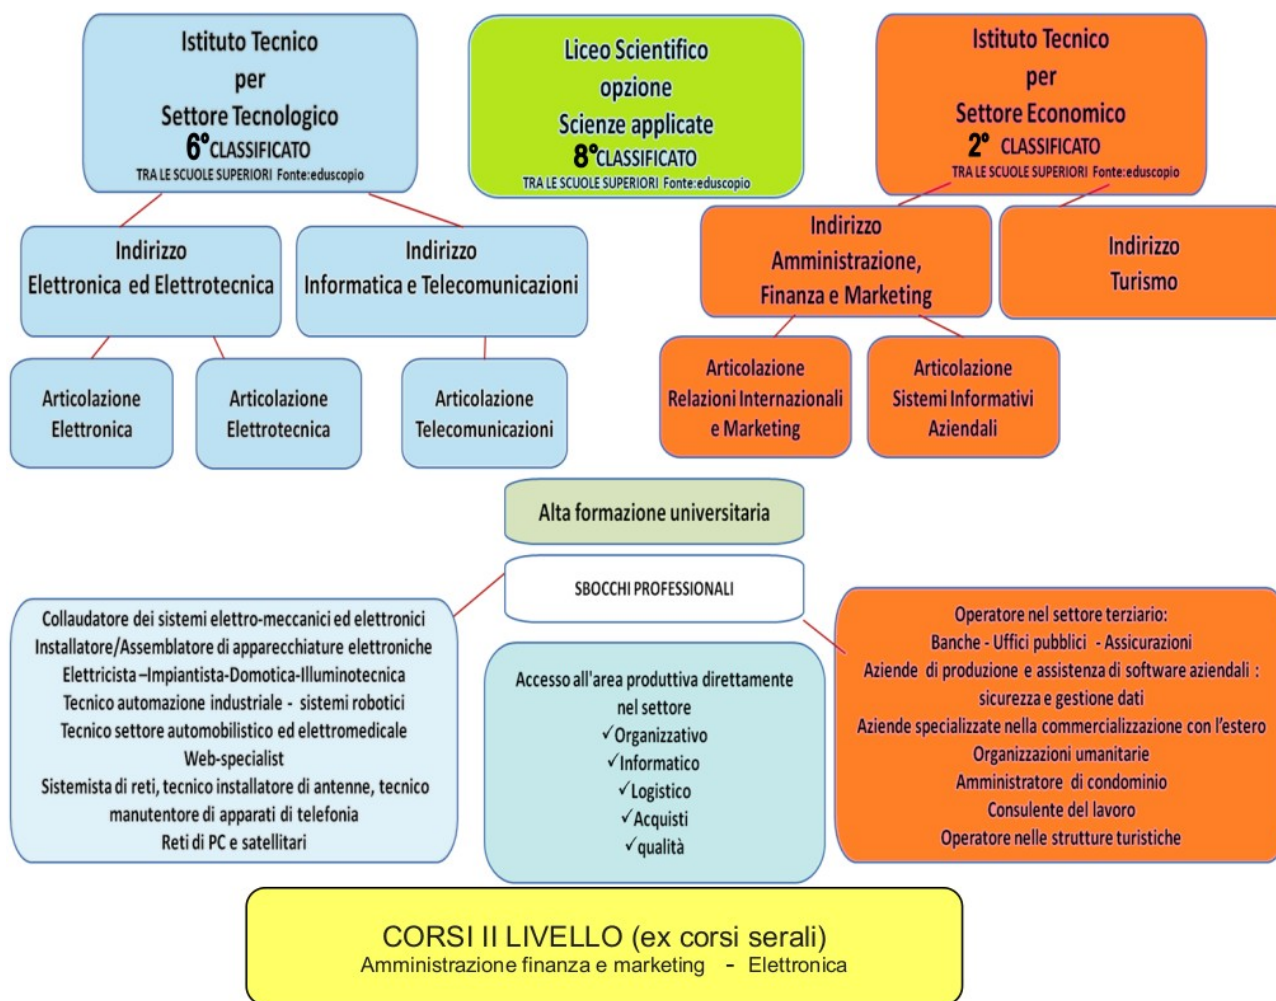 Istituto Tecnico
per
Settore Tecnologico
6° CLASSIFICATO
TRA LE SCUOLE SUPERIORI Fonte:eduscopio
Liceo Scientifico
opzione
Scienze applicate
8° CLASSIFICATO
TRA LE SCUOLE SUPERIORI Fonte:eduscopio
Istituto Tecnico
per
Settore Economico
2° CLASSIFICATO
TRA LE SCUOLE SUPERIORI Fonte:eduscopio
Indirizzo
Elettronica ed Elettrotecnica
Indirizzo
Informatica e Telecomunicazioni
Indirizzo
Amministrazione,
Finanza e Marketing
Indirizzo
Turismo
Articolazione
Elettronica
Articolazione
Elettrotecnica
Articolazione
Telecomunicazioni
Articolazione
Relazioni Internazionali
e Marketing
Articolazione
Sistemi Informativi
Aziendali
Alta formazione universitaria
SBOCCHI PROFESSIONALI
Collaudatore dei sistemi elettro-meccanici ed elettronici
Installatore/Assemblatore di apparecchiature elettroniche
Elettricista –Impiantista-Domotica-Illuminotecnica
Tecnico automazione industriale - sistemi robotici
Tecnico settore automobilistico ed elettromedicale
Web-specialist
Sistemista di reti, tecnico installatore di antenne, tecnico
manutentore di apparati di telefonia
Reti di PC e satellitari
Accesso all'area produttiva direttamente
nel settore
✓Organizzativo
✓Informatico
✓Logistico
✓Acquisti
✓qualità
Operatore nel settore terziario:
Banche - Uffici pubblici - Assicurazioni
Aziende di produzione e assistenza di software aziendali :
sicurezza e gestione dati
Aziende specializzate nella commercializzazione con l'estero
Organizzazioni umanitarie
Amministratore di condominio
Consulente del lavoro
Operatore nelle strutture turistiche
CORSI II LIVELLO (ex corsi serali)
Amministrazione finanza e marketing - Elettronica